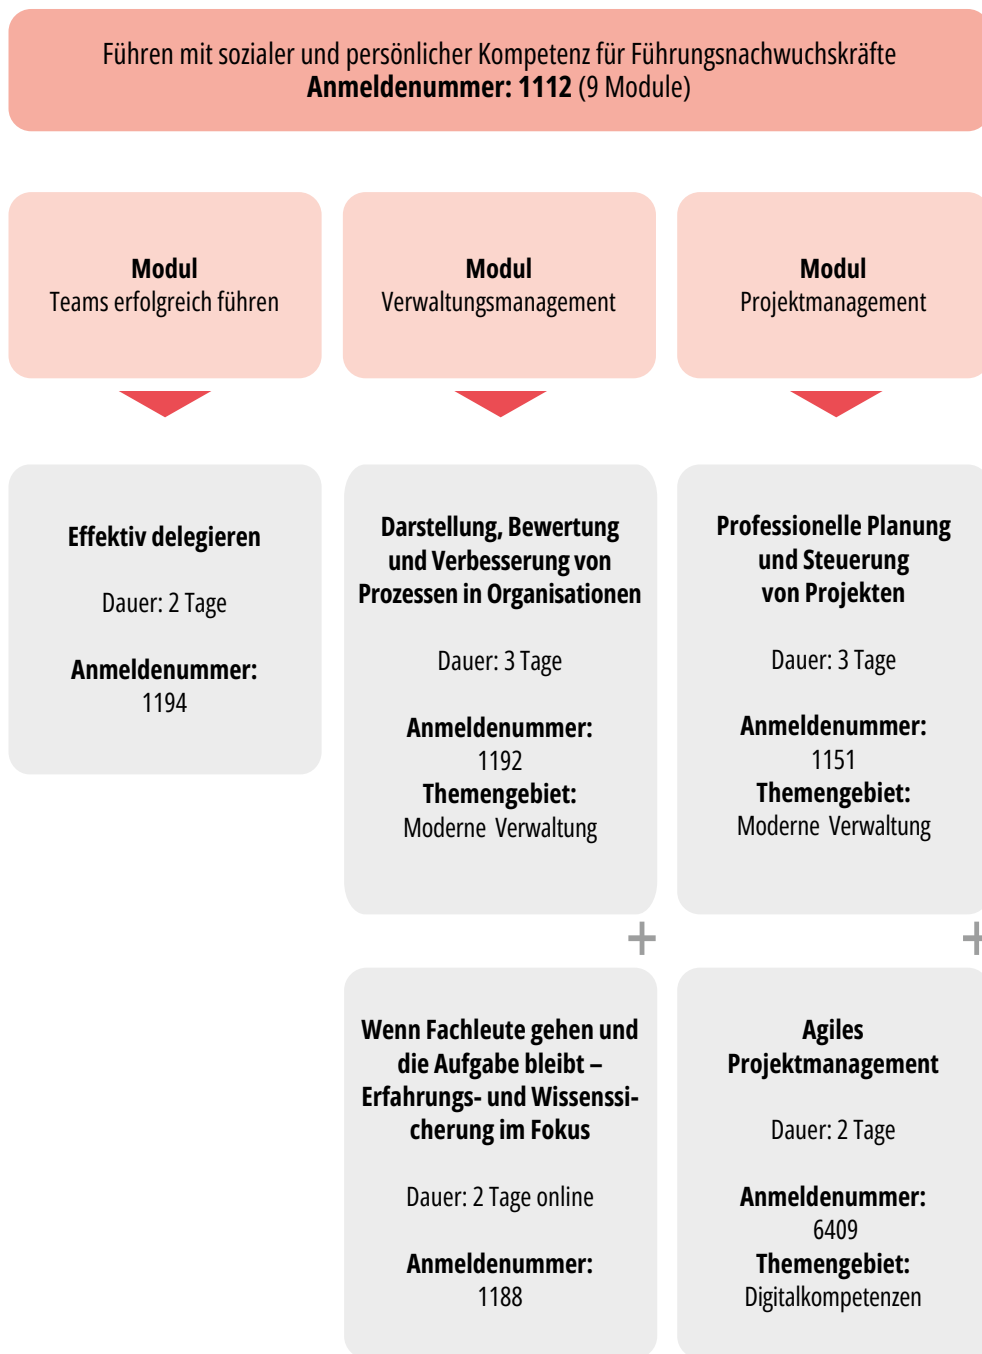 Führen mit sozialer und persönlicher Kompetenz für Führungsnachwuchskräfte
Anmeldenummer: 1112 (9 Module)
Modul
Teams erfolgreich führen
Modul
Verwaltungsmanagement
Modul
Projektmanagement
Effektiv delegieren
Dauer: 2 Tage
Anmeldenummer:
1194
Darstellung, Bewertung
und Verbesserung von
Prozessen in Organisationen
Dauer: 3 Tage
Anmeldenummer:
1192
Themengebiet:
Moderne Verwaltung
Professionelle Planung
und Steuerung
von Projekten
Dauer: 3 Tage
Anmeldenummer:
1151
Themengebiet:
Moderne Verwaltung
+
+
Wenn Fachleute gehen und
die Aufgabe bleibt –
Erfahrungs- und Wissenssi-
cherung im Fokus
Dauer: 2 Tage online
Anmeldenummer:
1188
Agiles
Projektmanagement
Dauer: 2 Tage
Anmeldenummer:
6409
Themengebiet:
Digitalkompetenzen